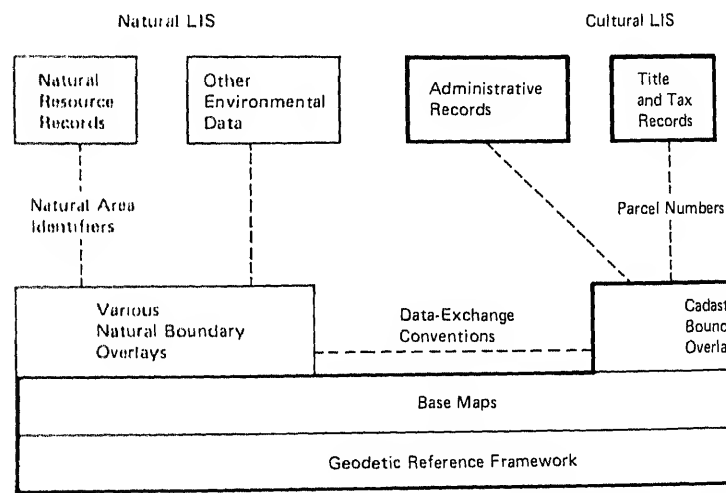 Natural LIS
Cultural LIS
Natural
Resource
Records
Other
Environmental
Data
Administrative
Records
Title
and Tax
Records
Natural Area
Identifiers
Parcel Numbers
Various
Natural Boundary
Overlays
Data-Exchange
Conventions
Cadast
Bound
Overla
Base Maps
Geodetic Reference Framework